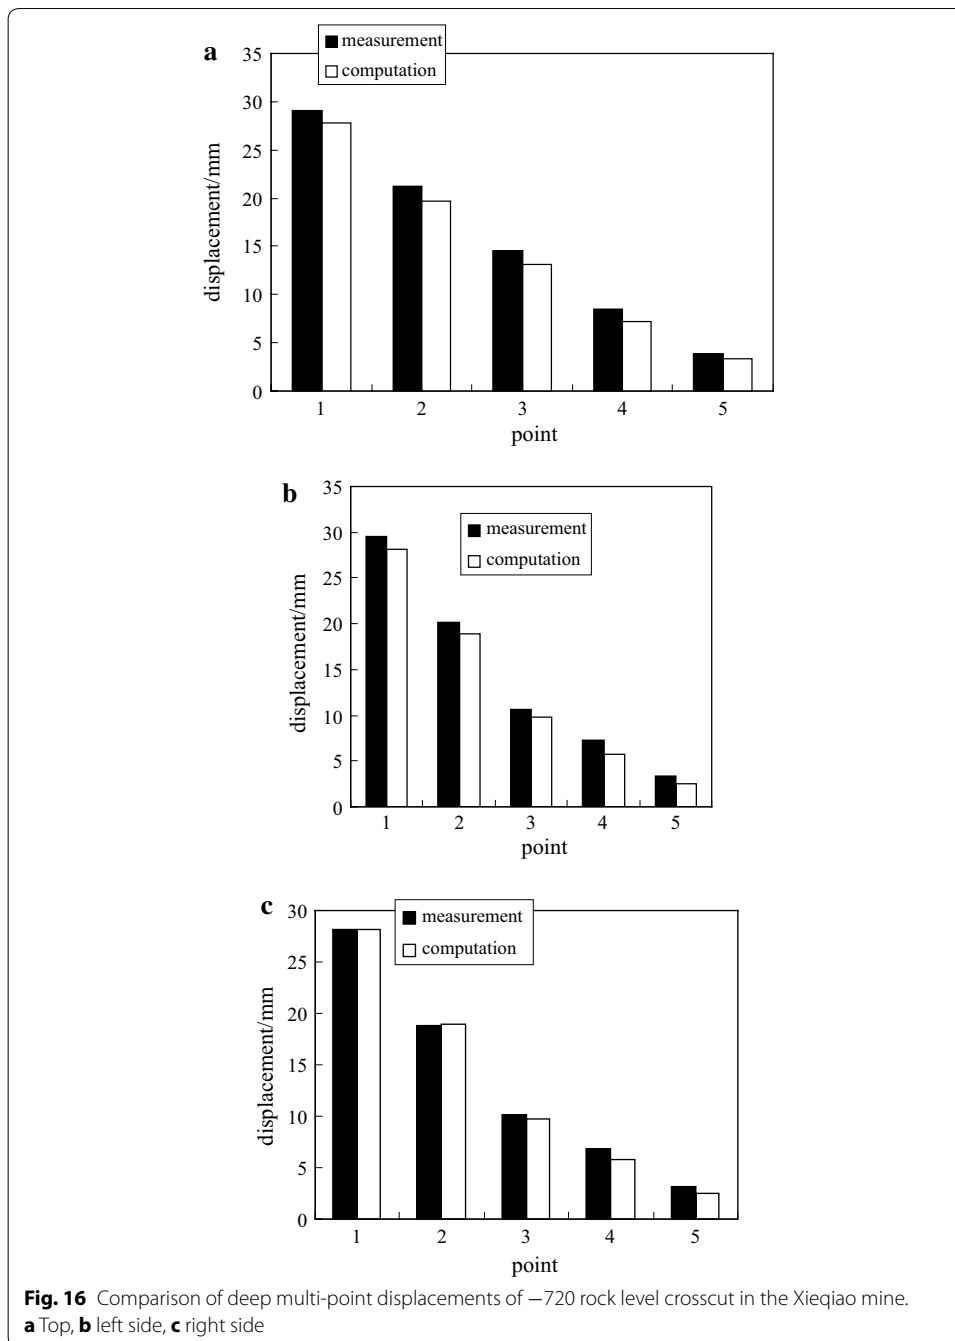 a
measurement
computation
35
30
25
20
15
10
5
0
displacement/mm
1 2 3 4 5
point
b
measurement
computation
35
30
25
20
15
10
5
0
displacement/mm
1 2 3 4 5
point
c
measurement
computation
30
25
20
15
10
5
0
displacement/mm
1 2 3 4 5
point
Fig. 16 Comparison of deep multi-point displacements of −720 rock level crosscut in the Xieqiao mine.
a Top, b left side, c right side